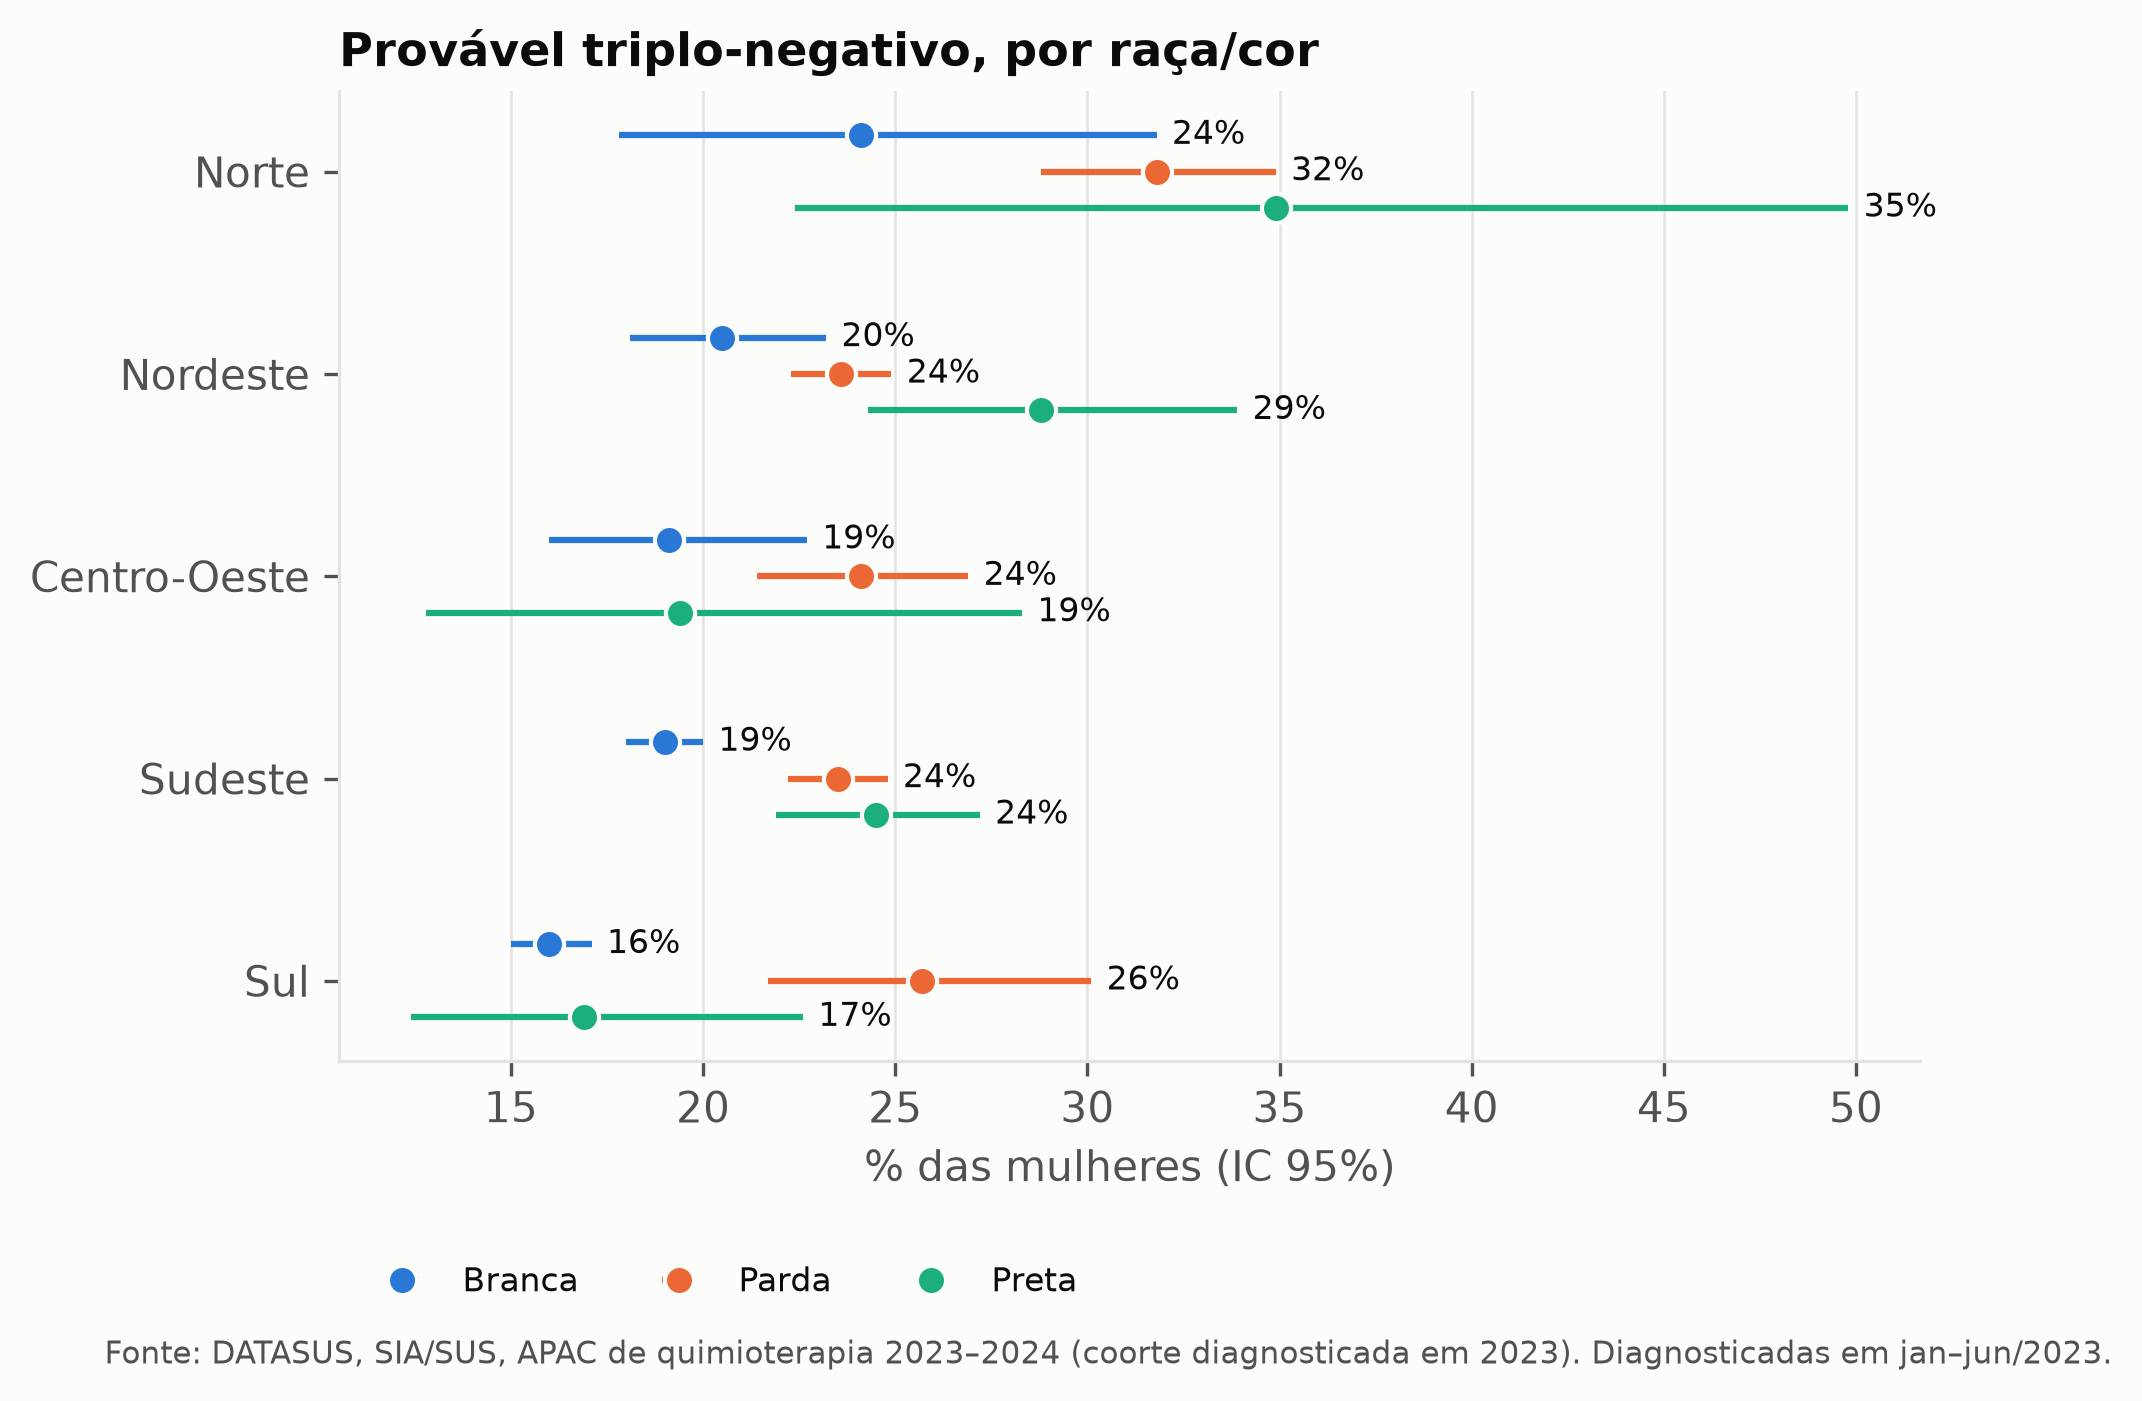 Provável triplo-negativo, por raça/cor
24%
Norte
32%
35%
20%
Nordeste
24%
29%
19%
Centro-Oeste
24%
19%
19%
Sudeste
24%
24%
16%
Sul
26%
17%
15 20 25 30 35 40 45 50
% das mulheres (IC 95%)
Branca Parda Preta
Fonte: DATASUS, SIA/SUS, APAC de quimioterapia 2023–2024 (coorte diagnosticada em 2023). Diagnosticadas em jan–jun/2023.